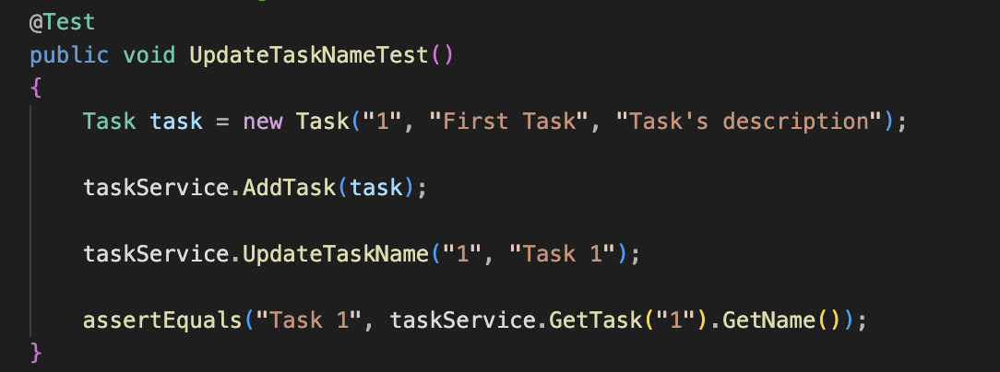 @Test
public void UpdateTaskNameTest()
{
Task task = new Task("1", "First Task", "Task's description");
taskService.AddTask(task);
taskService.UpdateTaskName("1", "Task 1");
assertEquals("Task 1", taskService.GetTask("1").GetName());
}